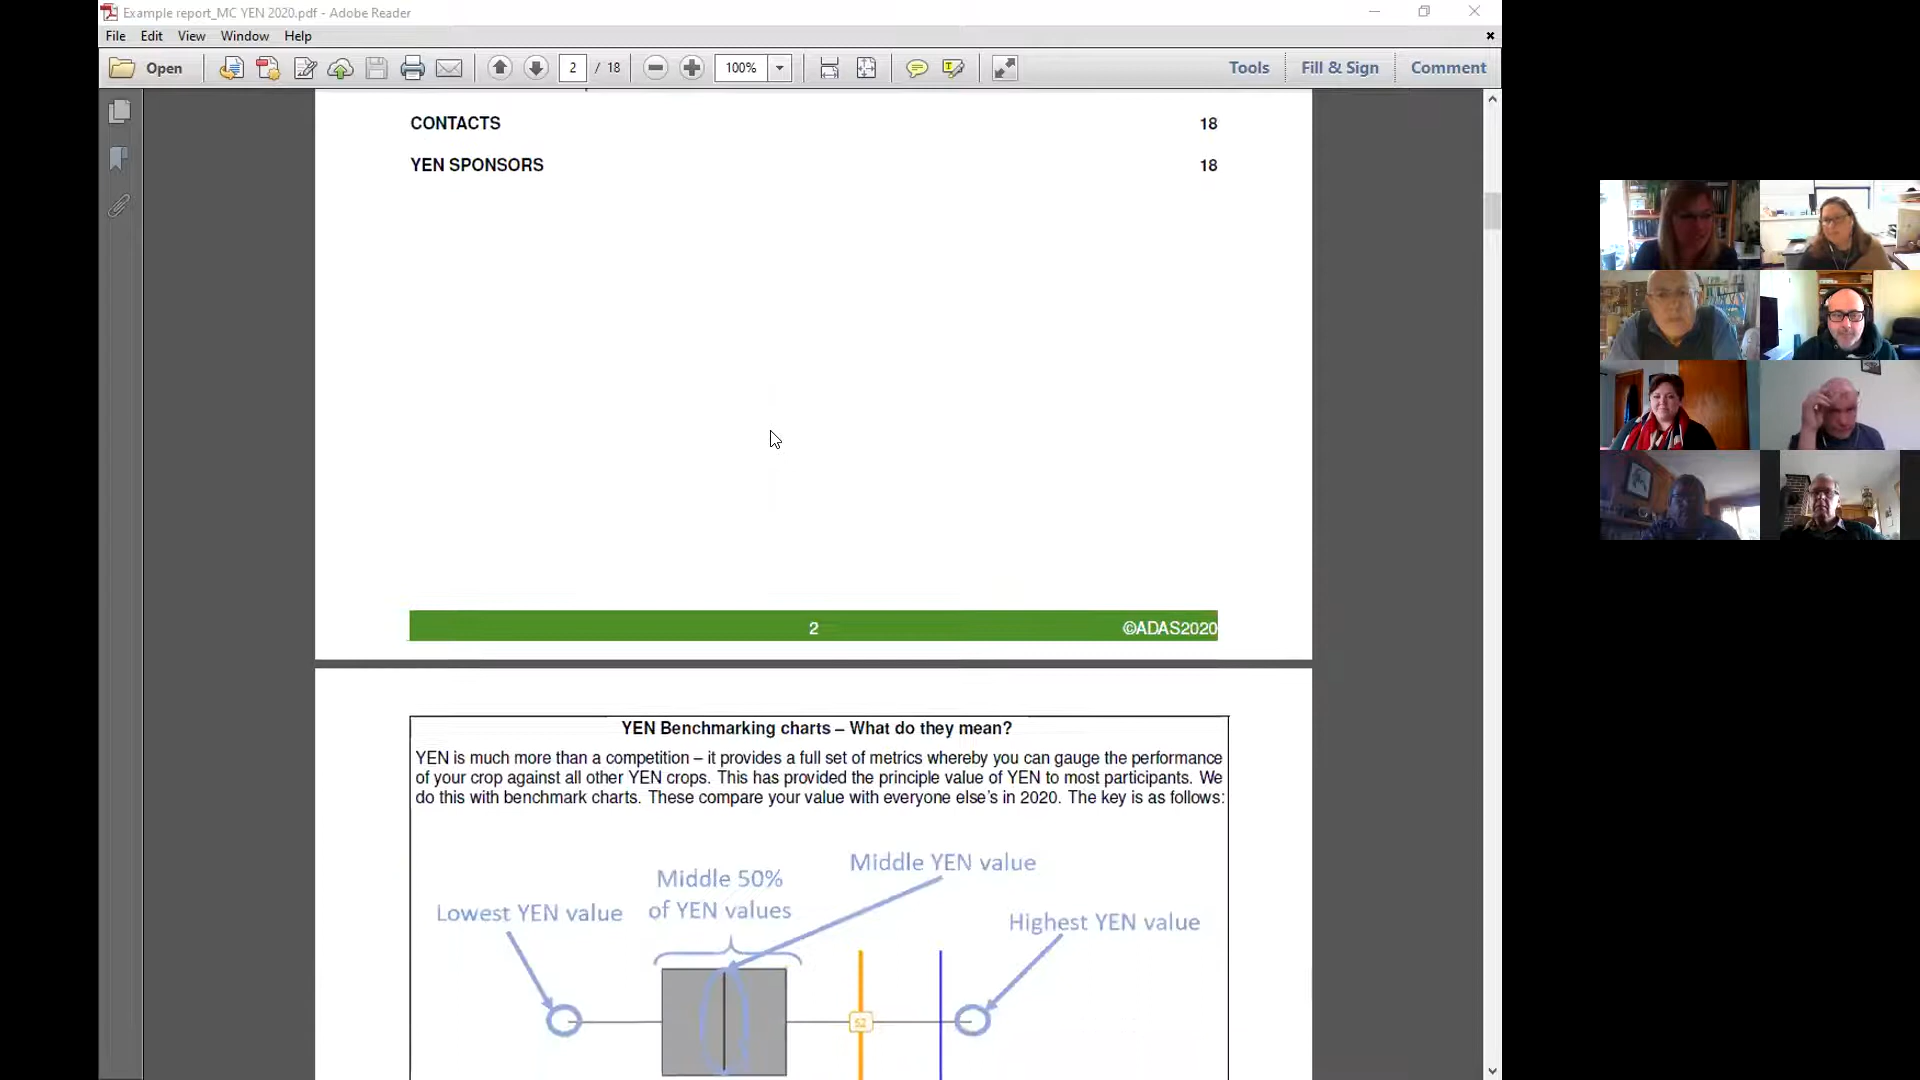 Example report_MC YEN 2020.pdf - Adobe Reader
File Edit View Window Help
Open 2 / 18 100% Tools Fill & Sign Comment
CONTACTS 18
YEN SPONSORS 18
2 ©ADAS2020
YEN Benchmarking charts – What do they mean?
YEN is much more than a competition – it provides a full set of metrics whereby you can gauge the performance
of your crop against all other YEN crops. This has provided the principle value of YEN to most participants. We
do this with benchmark charts. These compare your value with everyone else's in 2020. The key is as follows:
Middle YEN value
Middle 50%
of YEN values
Lowest YEN value
Highest YEN value
52